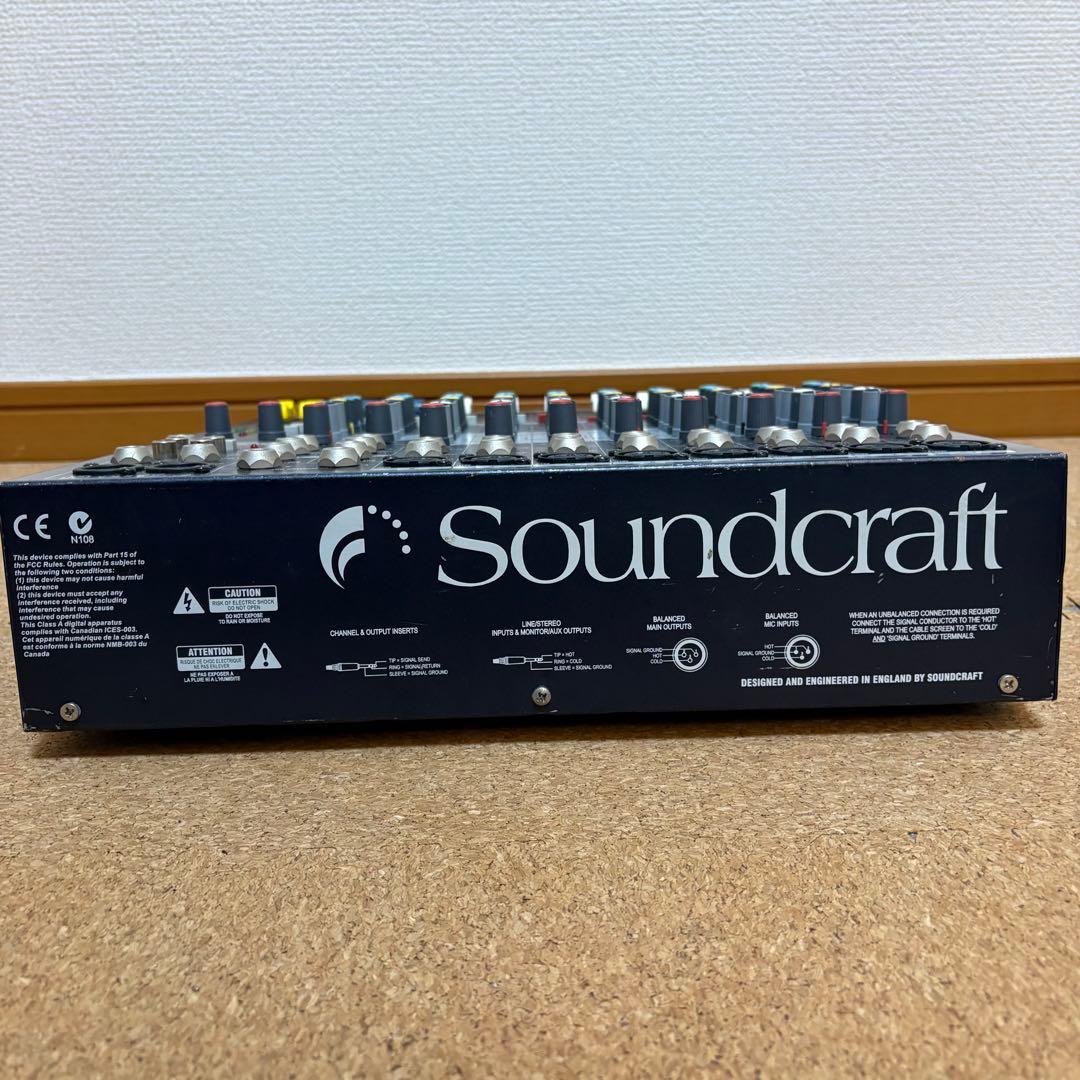 CE
N108
This device complies with Part 15 of
the FCC Rules. Operation is subject to
the following two conditions:
(1) this device may not cause harmful
interference
(2) this device must accept any
interference received, including
interference that may cause
undesired operation.
This Class A digital apparatus
complies with Canadian ICES-003.
Cet appareil numérique de la classe A
est conforme à la norme NMB-003 du
Canada
CAUTION
RISK OF ELECTRIC SHOCK
DO NOT OPEN
DO NOT EXPOSE
TO RAIN OR MOISTURE
ATTENTION
RISQUE DE CHOC ELECTRIQUE
NE PAS ENLEVER
NE PAS EXPOSER A
LA PLUIE NI A L'HUMIDITE
Soundcraft
CHANNEL & OUTPUT INSERTS
TIP = SIGNAL SEND
RING = SIGNAL RETURN
SLEEVE = SIGNAL GROUND
LINE/STEREO
INPUTS & MONITOR/AUX OUTPUTS
TIP = HOT
RING = COLD
SLEEVE = SIGNAL GROUND
BALANCED
MAIN OUTPUTS
SIGNAL GROUND
HOT
COLD
BALANCED
MIC INPUTS
HOT
SIGNAL GROUND
COLD
WHEN AN UNBALANCED CONNECTION IS REQUIRED
CONNECT THE SIGNAL CONDUCTOR TO THE 'HOT'
TERMINAL AND THE CABLE SCREEN TO THE 'COLD'
AND 'SIGNAL GROUND' TERMINALS.
DESIGNED AND ENGINEERED IN ENGLAND BY SOUNDCRAFT